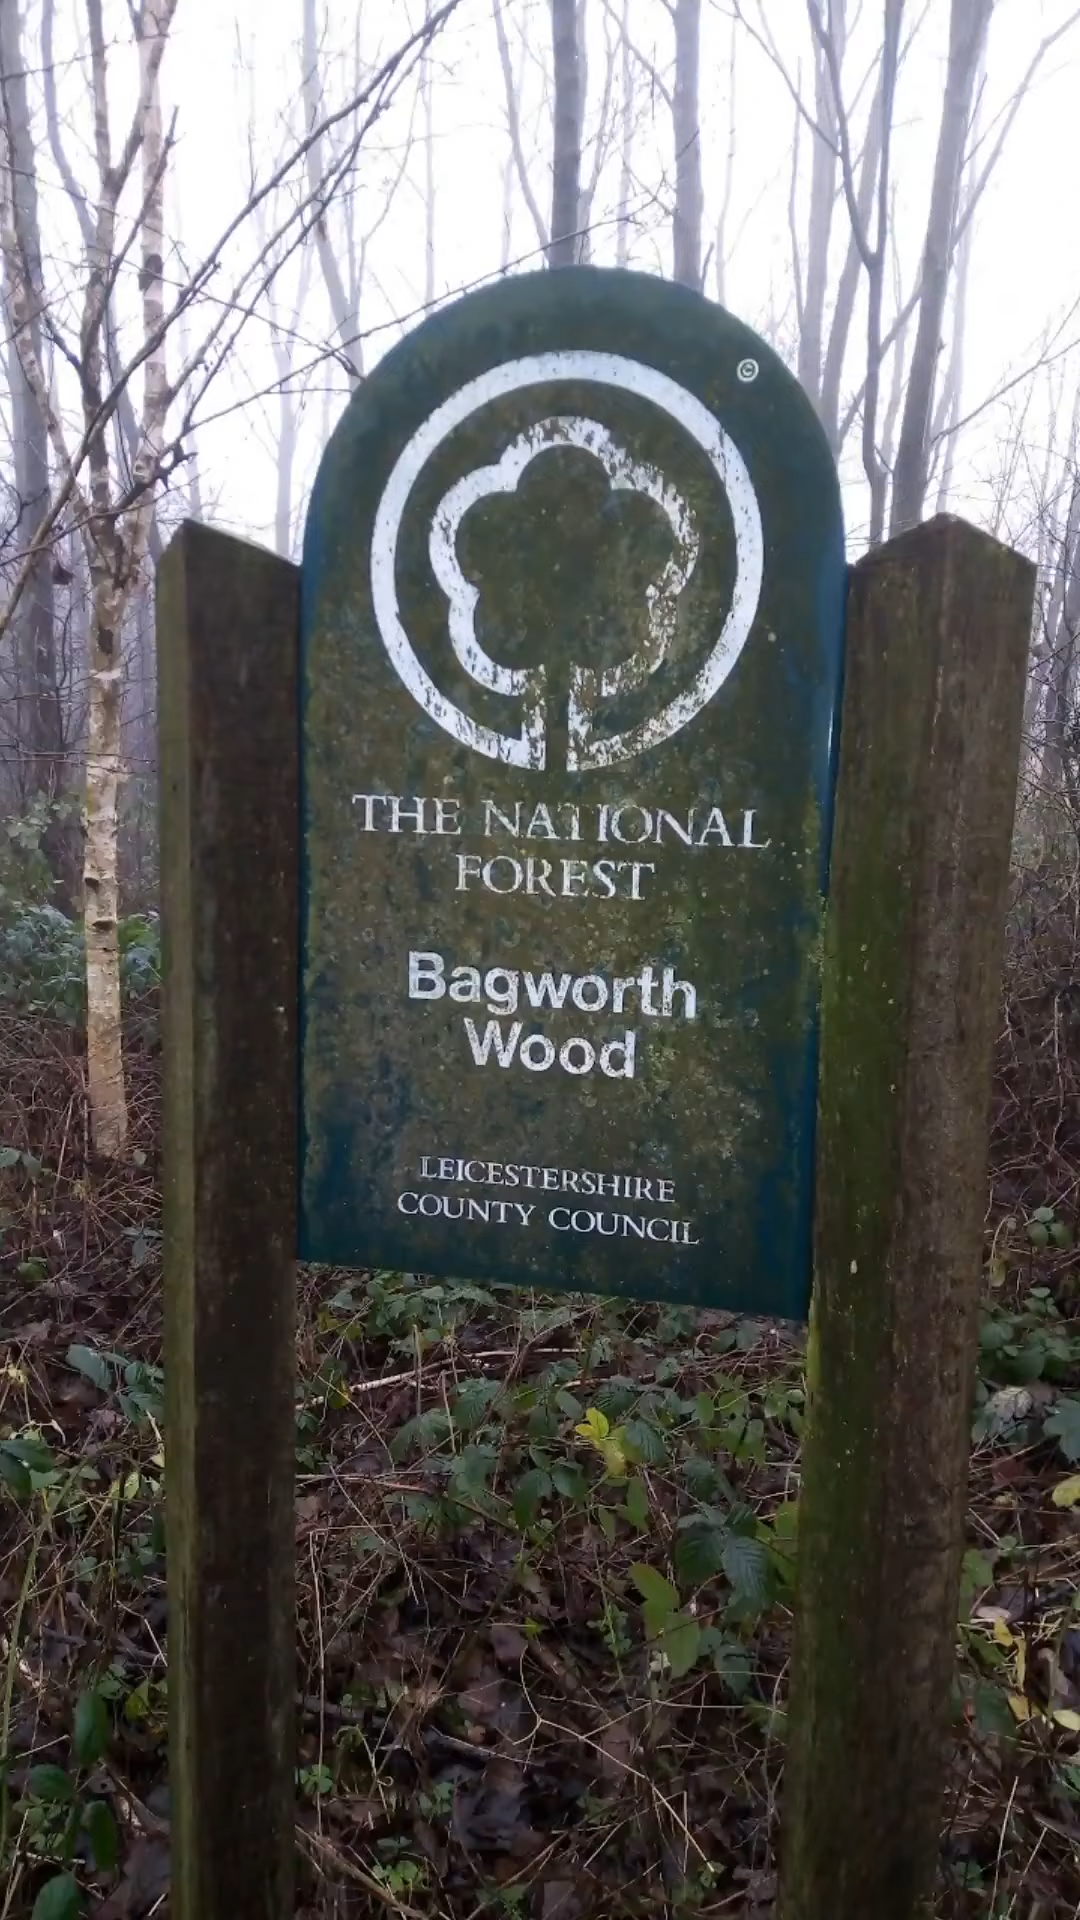 ©
THE NATIONAL
FOREST
Bagworth
Wood
LEICESTERSHIRE
COUNTY COUNCIL